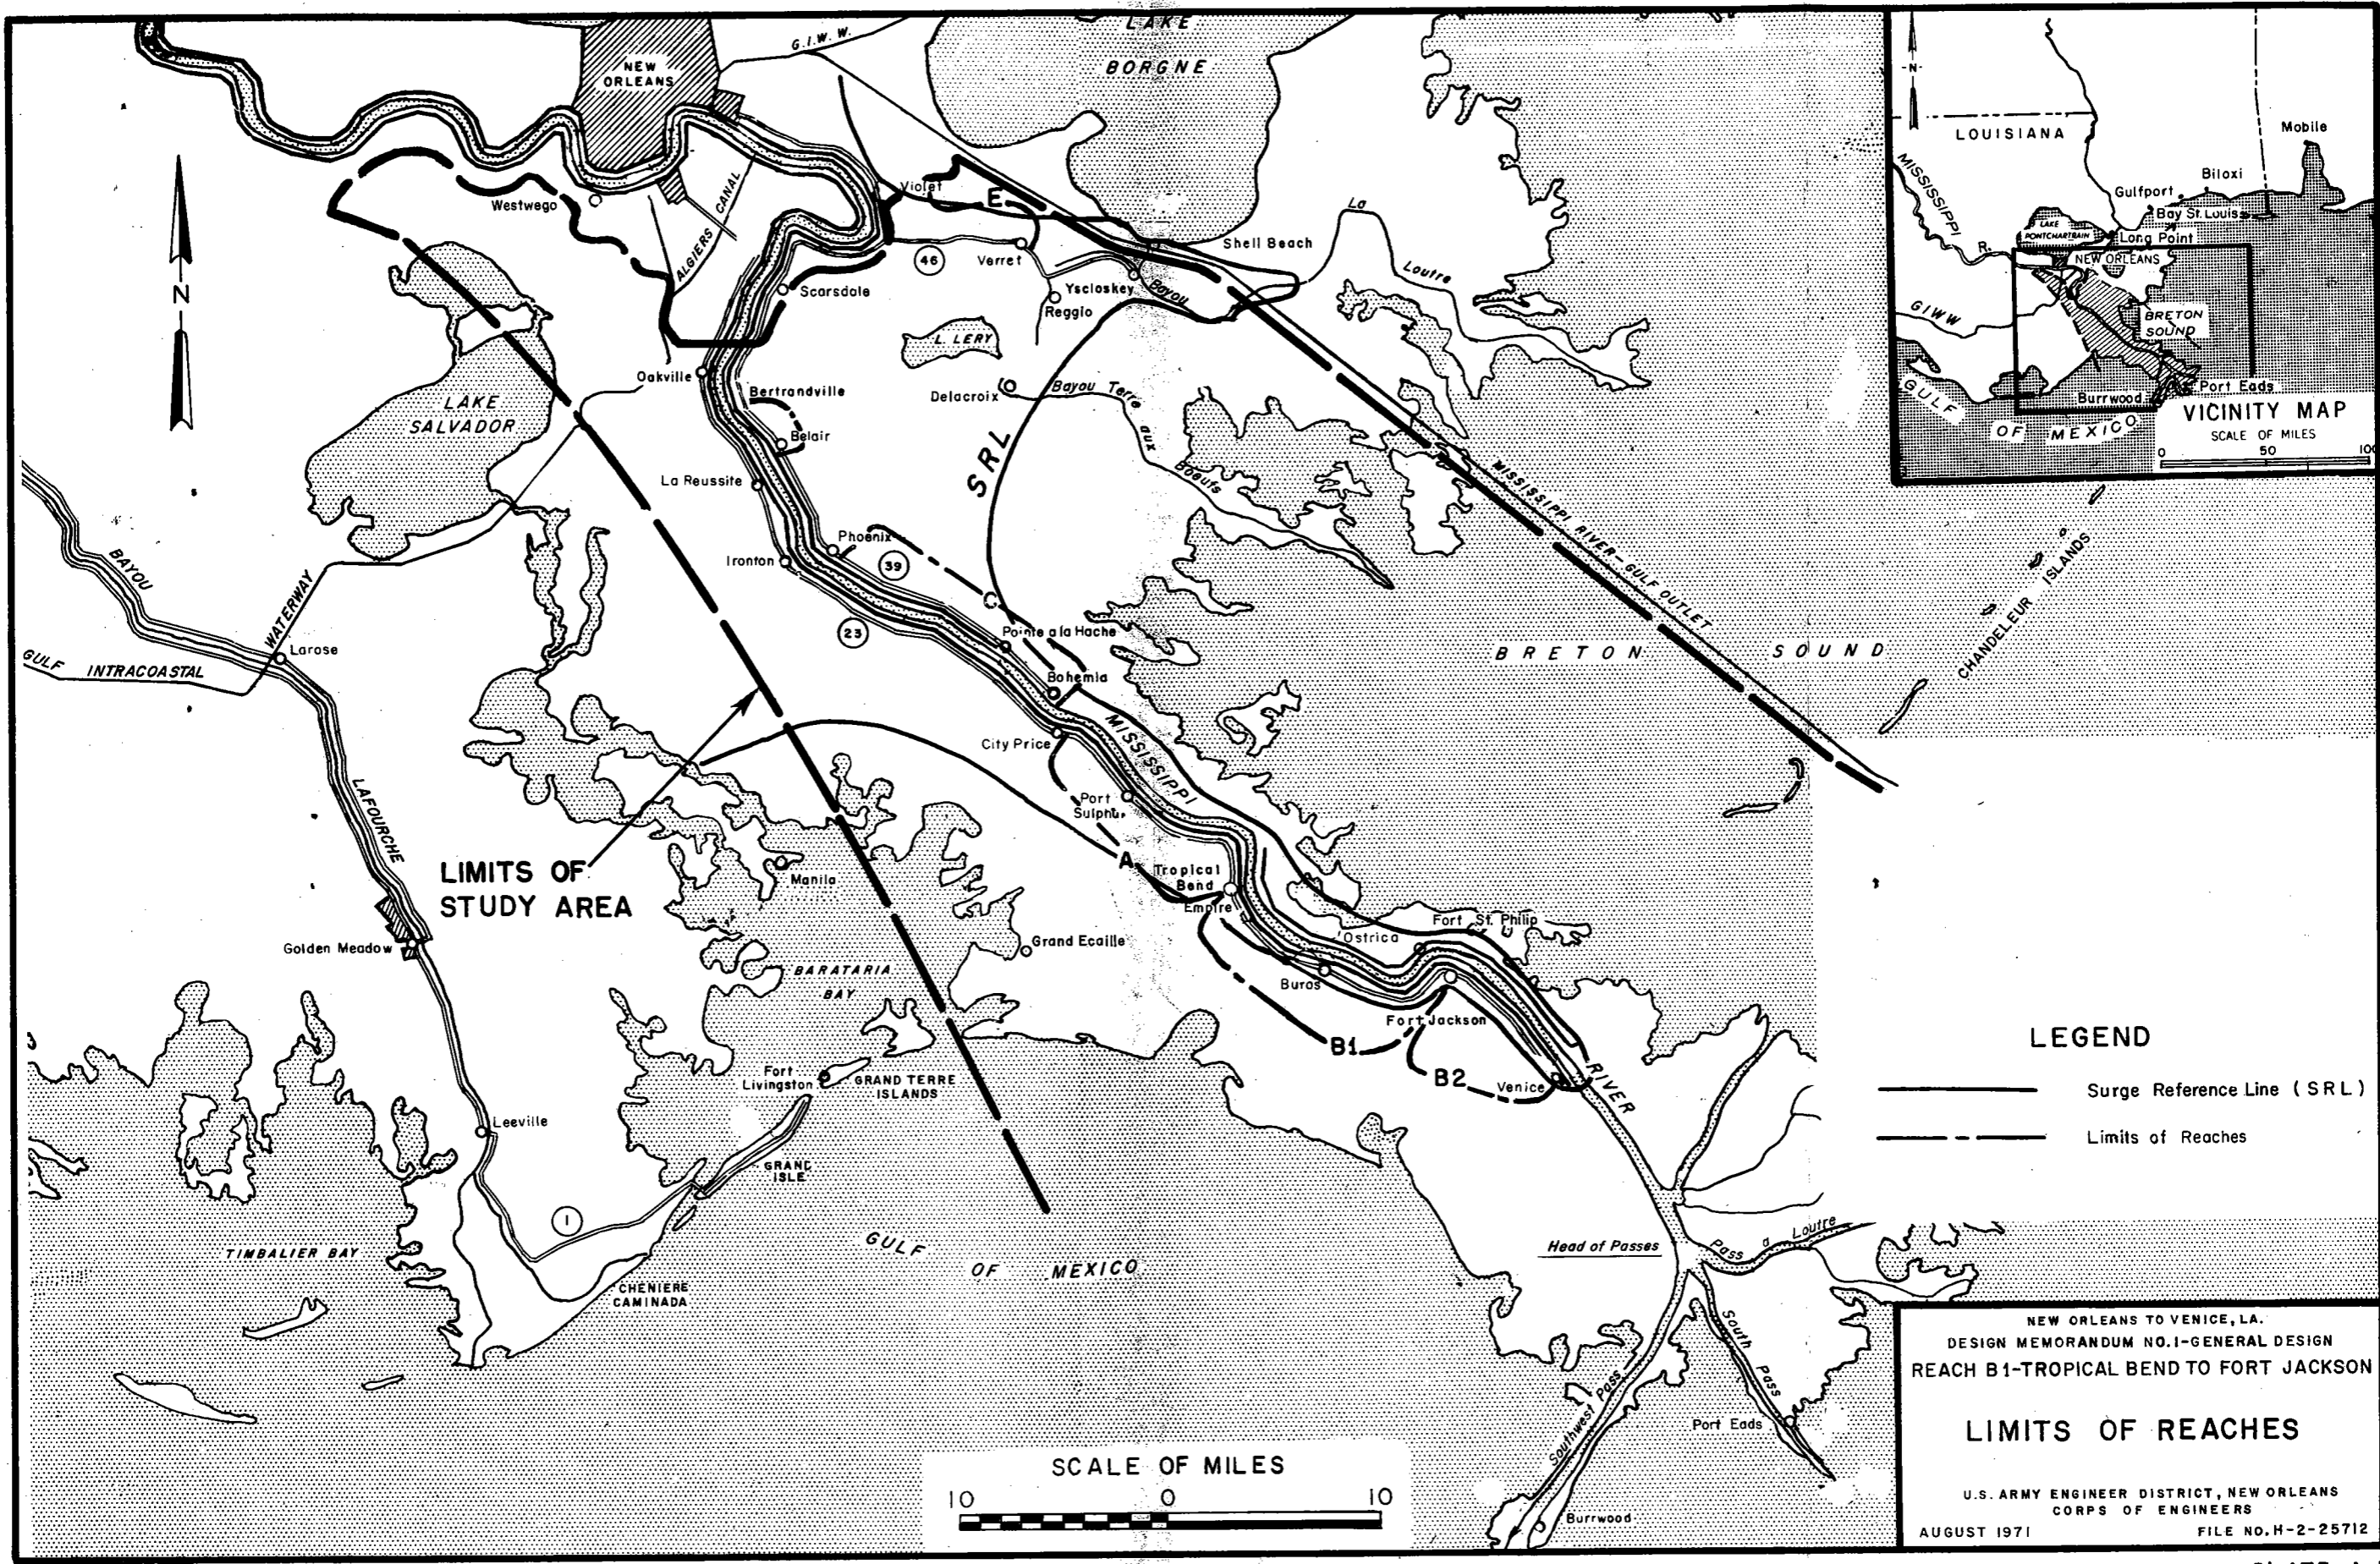 LAKE
BORGNE
G.I.W.W.
NEW
ORLEANS
-N-
LOUISIANA
MISSISSIPPI
R.
Mobile
Biloxi
Gulfport
Bay St. Louis
LAKE
PONTCHARTRAIN
Long Point
NEW ORLEANS
GIWW
BRETON
SOUND
Port Eads
Burrwood
GULF
OF MEXICO
VICINITY MAP
SCALE OF MILES
0 50 100
N
Westwego
ALGIERS CANAL
Violet
E
46
Verret
Shell Beach
Yscloskey
Bayou
La
Loutre
Reggio
Scarsdale
L. LERY
Oakville
Bertrandville
Delacroix
Bayou Terre
aux
Boeufs
LAKE
SALVADOR
Belair
SRL
La Reussite
MISSISSIPPI RIVER-GULF OUTLET
Phoenix
39
Ironton
C
23
Pointe a la Hache
Bohemia
BAYOU
WATERWAY
Larose
GULF INTRACOASTAL
BRETON SOUND
CHANDELEUR ISLANDS
City Price
MISSISSIPPI
LAFOURCHE
Port
Sulphur
A
Tropical
Bend
Empire
LIMITS OF
STUDY AREA
Manila
Golden Meadow
Grand Ecaille
Fort St. Philip
Ostrica
BARATARIA
BAY
Buras
Fort Jackson
B1
B2
Venice
RIVER
Fort
Livingston
GRAND TERRE
ISLANDS
Leeville
GRAND
ISLE
1
TIMBALIER BAY
CHENIERE
CAMINADA
GULF
OF MEXICO
Head of Passes
Pass a Loutre
South Pass
Southwest Pass
Port Eads
Burrwood
LEGEND
Surge Reference Line (SRL)
Limits of Reaches
SCALE OF MILES
10 0 10
NEW ORLEANS TO VENICE, LA.
DESIGN MEMORANDUM NO.1-GENERAL DESIGN
REACH B1-TROPICAL BEND TO FORT JACKSON
LIMITS OF REACHES
U.S. ARMY ENGINEER DISTRICT, NEW ORLEANS
CORPS OF ENGINEERS
AUGUST 1971 FILE NO. H-2-25712